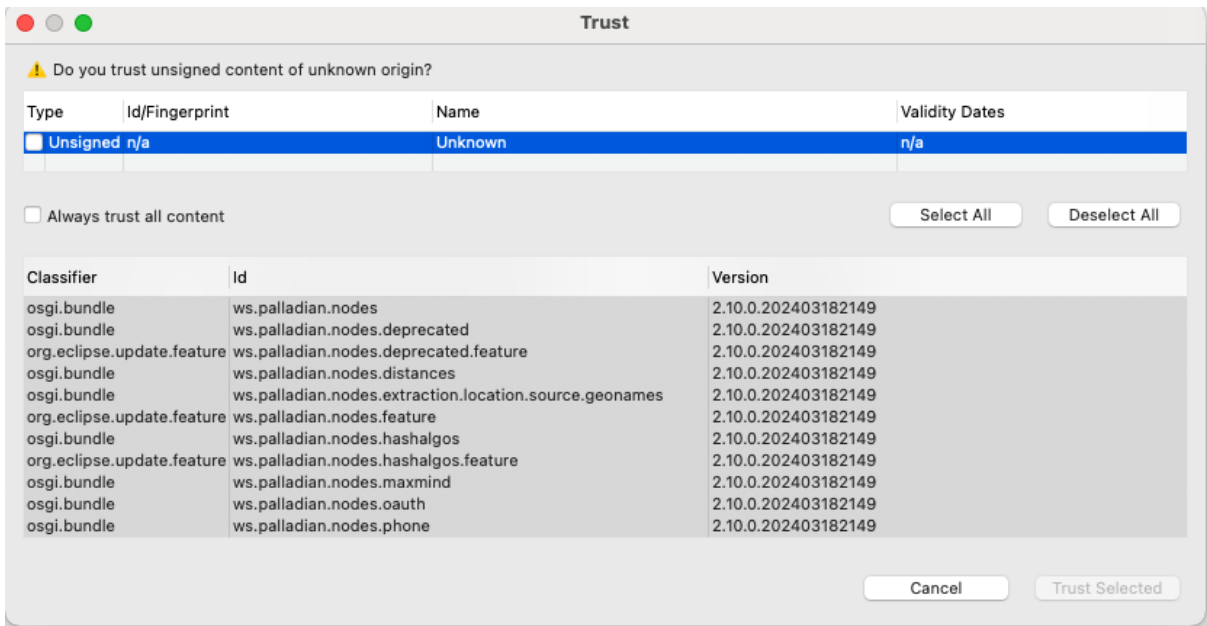 Trust
Do you trust unsigned content of unknown origin?
Type Id/Fingerprint Name Validity Dates
Unsigned n/a Unknown n/a
Always trust all content Select All Deselect All
Classifier Id Version
osgi.bundle ws.palladian.nodes 2.10.0.202403182149
osgi.bundle ws.palladian.nodes.deprecated 2.10.0.202403182149
org.eclipse.update.feature ws.palladian.nodes.deprecated.feature 2.10.0.202403182149
osgi.bundle ws.palladian.nodes.distances 2.10.0.202403182149
osgi.bundle ws.palladian.nodes.extraction.location.source.geonames 2.10.0.202403182149
org.eclipse.update.feature ws.palladian.nodes.feature 2.10.0.202403182149
osgi.bundle ws.palladian.nodes.hashalgos 2.10.0.202403182149
org.eclipse.update.feature ws.palladian.nodes.hashalgos.feature 2.10.0.202403182149
osgi.bundle ws.palladian.nodes.maxmind 2.10.0.202403182149
osgi.bundle ws.palladian.nodes.oauth 2.10.0.202403182149
osgi.bundle ws.palladian.nodes.phone 2.10.0.202403182149
Cancel Trust Selected